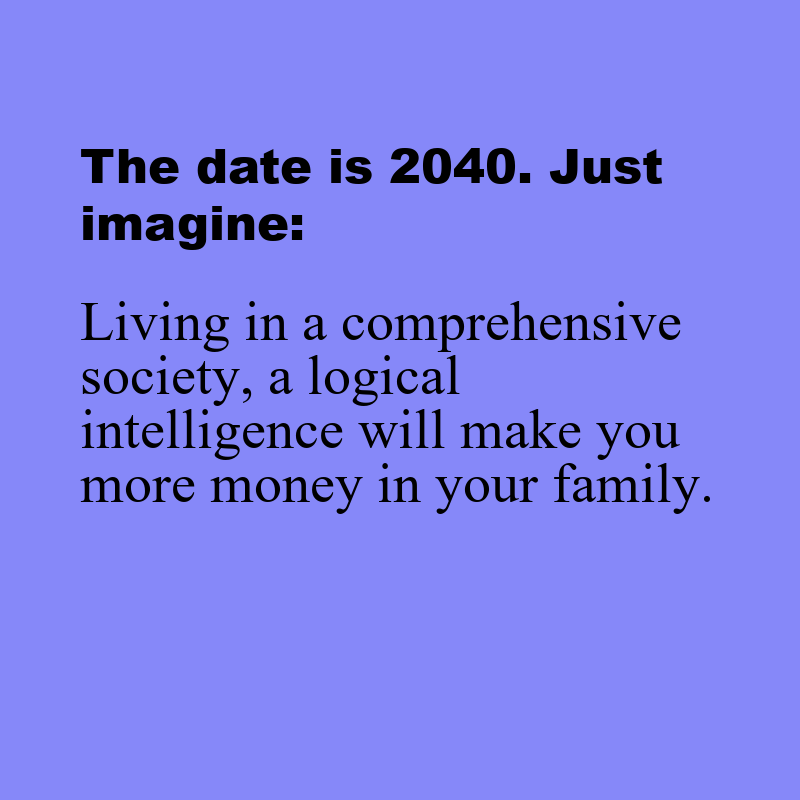 The date is 2040. Just
imagine:
Living in a comprehensive
society, a logical
intelligence will make you
more money in your family.